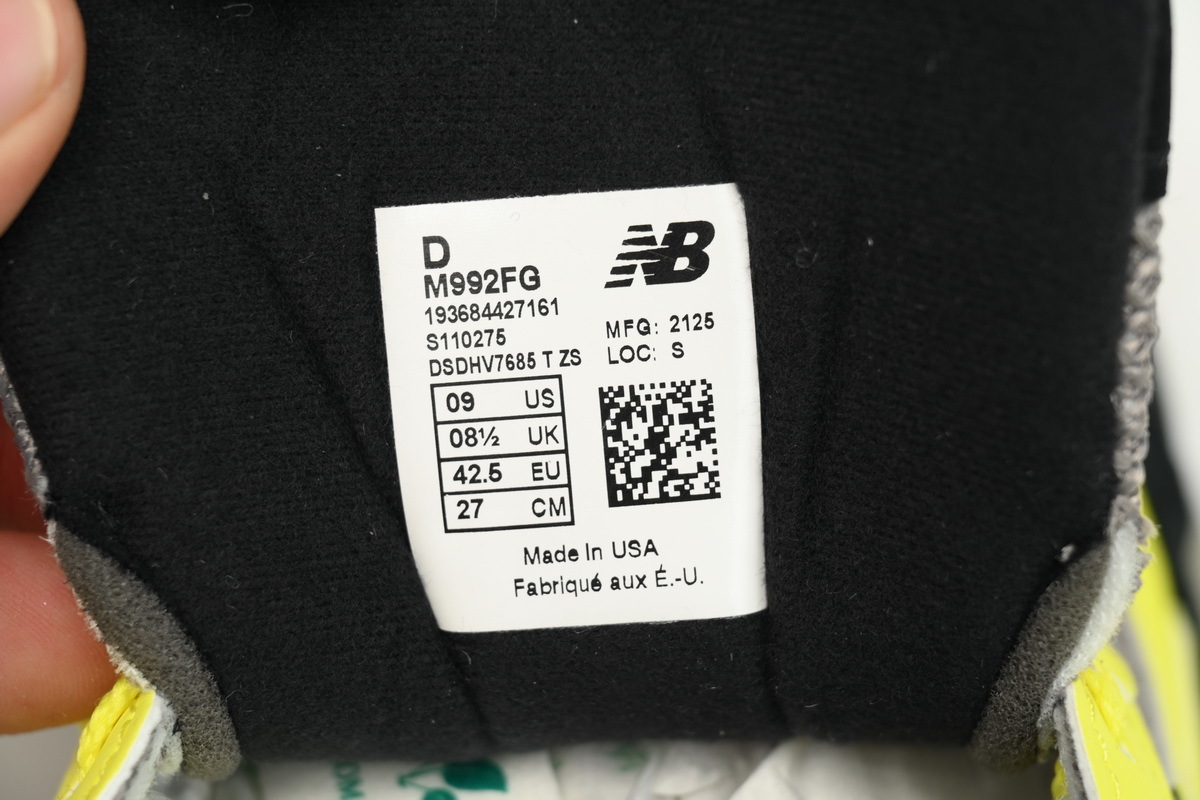 D
M992FG
193684427161
S110275
DSDHV7685 T ZS
NB
MFG: 2125
LOC: S
09 US
08½ UK
42.5 EU
27 CM
Made In USA
Fabriqué aux É.-U.